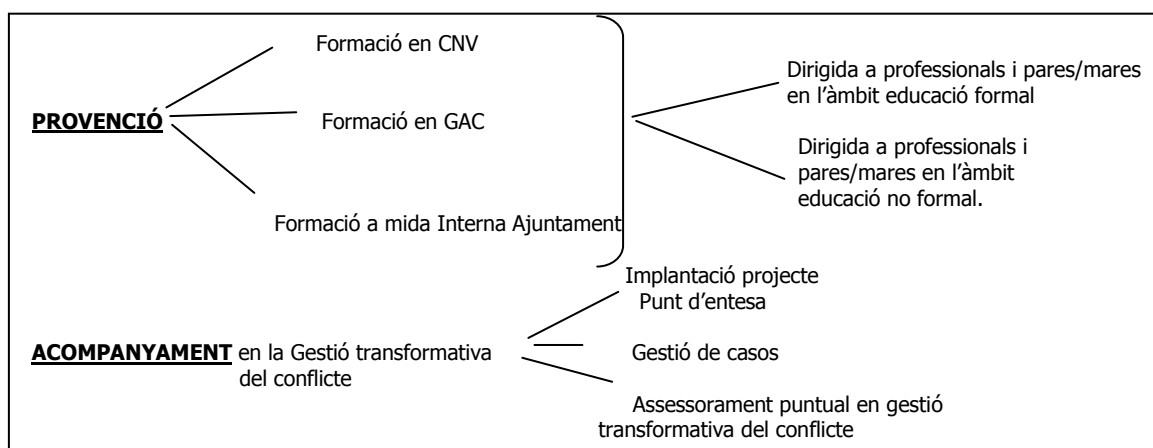 Formació en CNV
PROVENCIÓ
Formació en GAC
Formació a mida Interna Ajuntament
Dirigida a professionals i pares/mares
en l’àmbit educació formal
Dirigida a professionals i
pares/mares en l’àmbit
educació no formal.
ACOMPANYAMENT en la Gestió transformativa
del conflicte
Implantació projecte
Punt d’entesa
Gestió de casos
Assessorament puntual en gestió
transformativa del conflicte